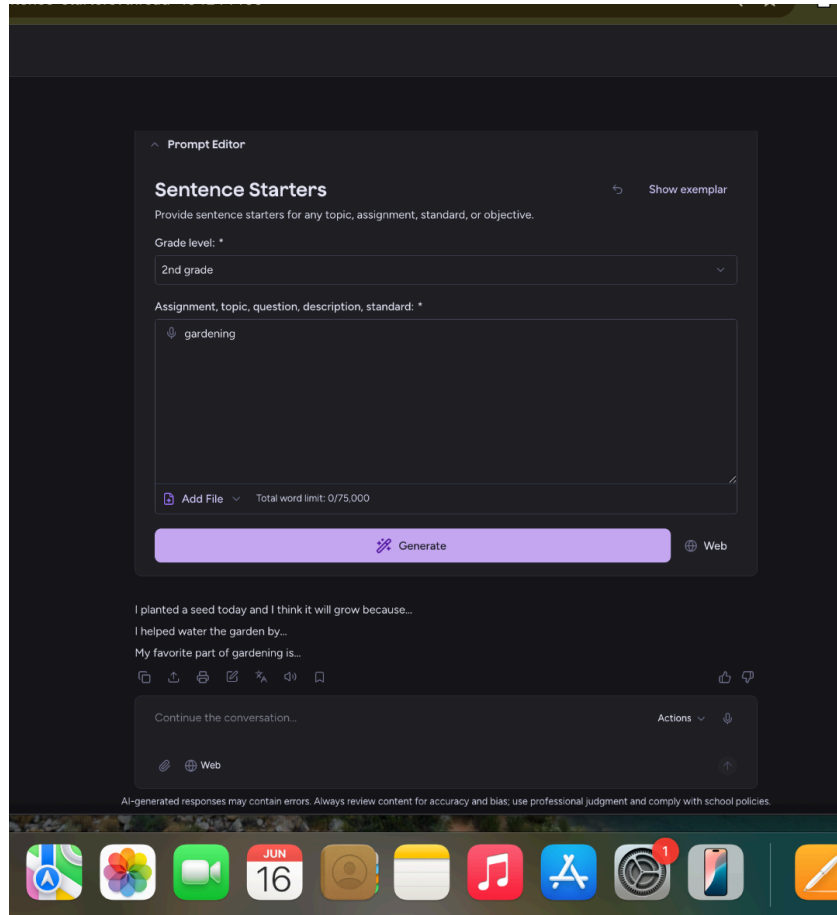 Prompt Editor
Sentence Starters
Show exemplar
Provide sentence starters for any topic, assignment, standard, or objective.
Grade level: *
2nd grade
Assignment, topic, question, description, standard: *
gardening
Add File
Total word limit: 0/75,000
Generate
Web
I planted a seed today and I think it will grow because...
I helped water the garden by...
My favorite part of gardening is...
Continue the conversation...
Actions
Web
AI-generated responses may contain errors. Always review content for accuracy and bias; use professional judgment and comply with school policies.
JUN
16
1